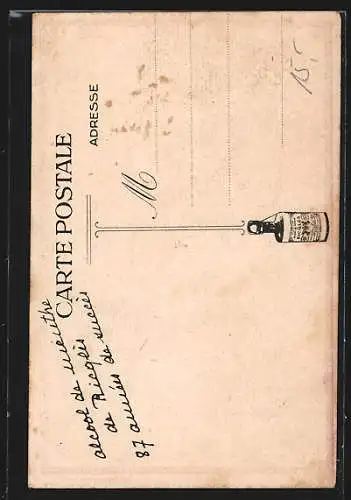 CARTE POSTALE
ADRESSE
M
15,-
alcool de menthe
de Ricqlès
87 années de succès